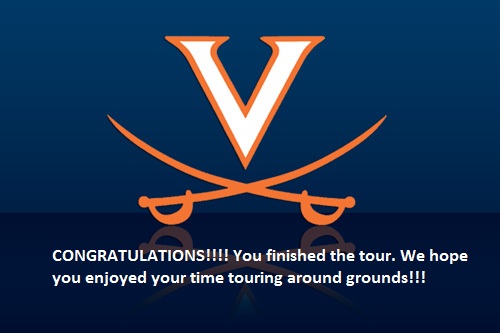 V
CONGRATULATIONS!!!! You finished the tour. We hope
you enjoyed your time touring around grounds!!!